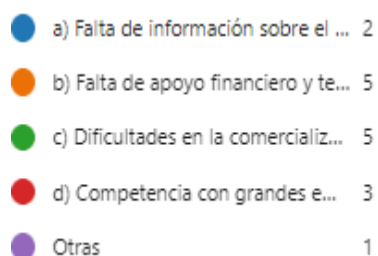 a) Falta de información sobre el ... 2
b) Falta de apoyo financiero y te... 5
c) Dificultades en la comercializ... 5
d) Competencia con grandes e... 3
Otras 1